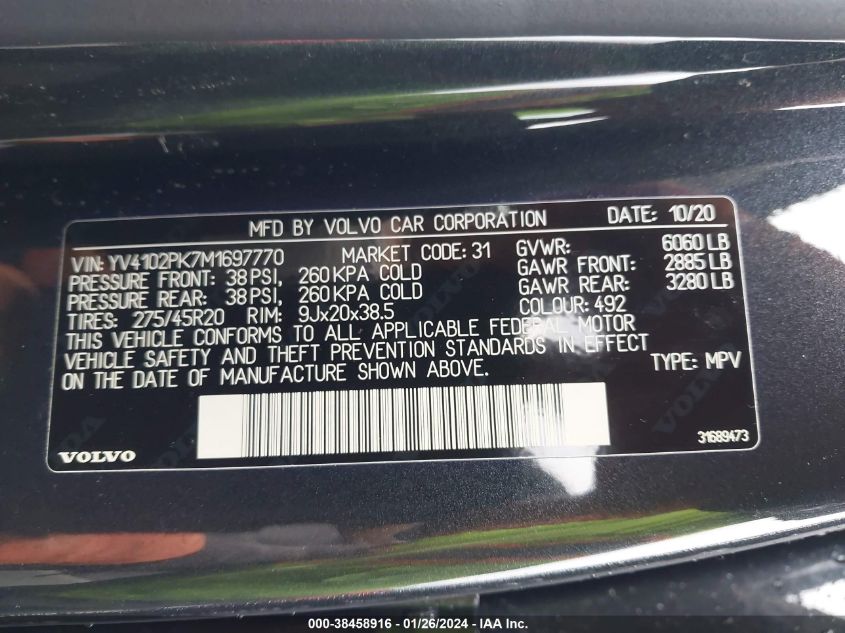 MFD BY VOLVO CAR CORPORATION DATE: 10/20
VIN: YV4102PK7M1697770 MARKET CODE: 31 GVWR: 6060 LB
PRESSURE FRONT: 38 PSI, 260 KPA COLD GAWR FRONT: 2885 LB
PRESSURE REAR: 38 PSI, 260 KPA COLD GAWR REAR: 3280 LB
TIRES: 275/45R20 RIM: 9Jx20x38.5 COLOUR: 492
THIS VEHICLE CONFORMS TO ALL APPLICABLE FEDERAL MOTOR
VEHICLE SAFETY AND THEFT PREVENTION STANDARDS IN EFFECT
ON THE DATE OF MANUFACTURE SHOWN ABOVE. TYPE: MPV
VOLVO 31689473
000-38458916 - 01/26/2024 - IAA Inc.